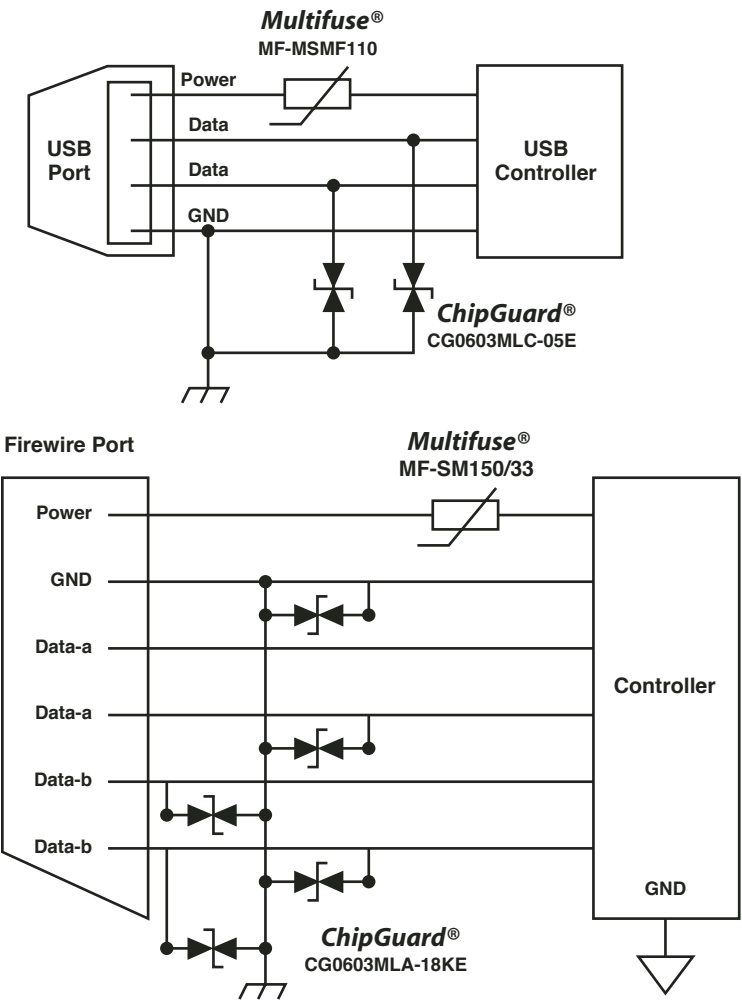 Multifuse®
MF-MSMF110
Power
Data
USB
Port
Data
USB
Controller
GND
ChipGuard®
CG0603MLC-05E
Firewire Port
Multifuse®
MF-SM150/33
Power
GND
Data-a
Controller
Data-a
Data-b
Data-b
GND
ChipGuard®
CG0603MLA-18KE